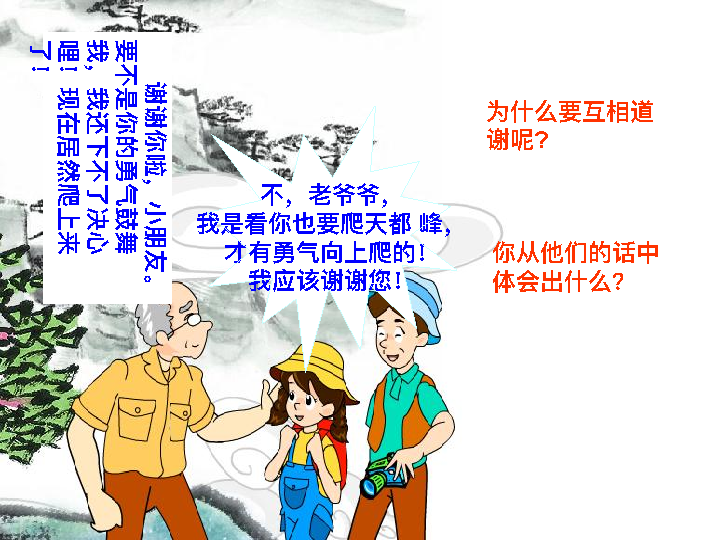 谢谢你啦，小朋友。
要不是你的勇气鼓舞
我，我还下不了决心
哩！现在居然爬上来
了！
不，老爷爷，
我是看你也要爬天都 峰，
才有勇气向上爬的！
我应该谢谢您！
为什么要互相道
谢呢？
你从他们的话中
体会出什么？